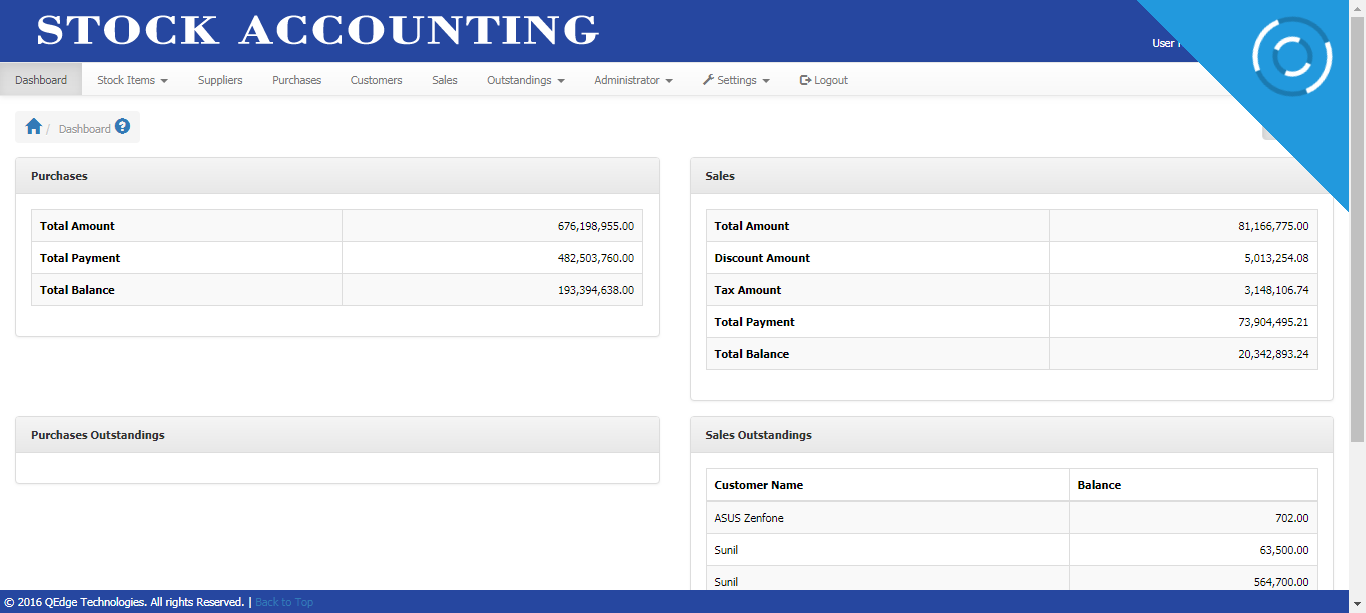 STOCK ACCOUNTING
User
Dashboard Stock Items Suppliers Purchases Customers Sales Outstandings Administrator Settings Logout
/ Dashboard ?
Purchases
Total Amount 676,198,955.00
Total Payment 482,503,760.00
Total Balance 193,394,638.00
Sales
Total Amount 81,166,775.00
Discount Amount 5,013,254.08
Tax Amount 3,148,106.74
Total Payment 73,904,495.21
Total Balance 20,342,893.24
Purchases Outstandings
Sales Outstandings
Customer Name Balance
ASUS Zenfone 702.00
Sunil 63,500.00
Sunil 564,700.00
© 2016 QEdge Technologies. All rights Reserved. | Back to Top